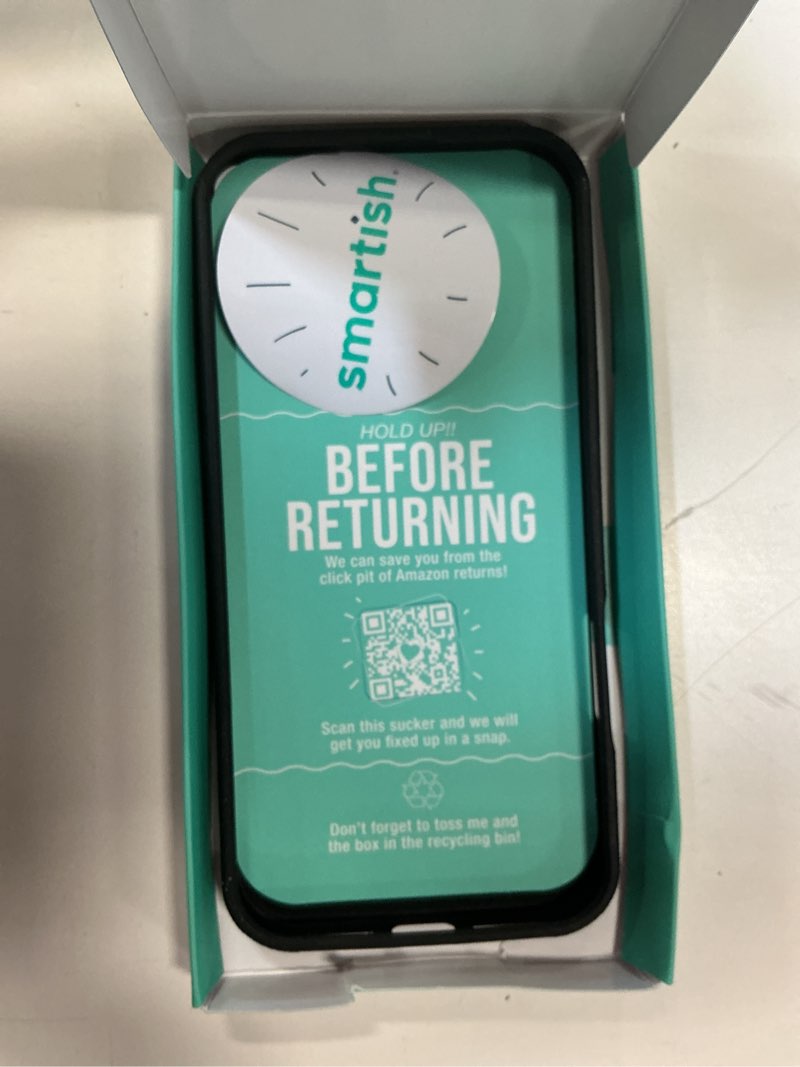 smartish
HOLD UP!!
BEFORE
RETURNING
We can save you from the
click pit of Amazon returns!
Scan this sucker and we will
get you fixed up in a snap.
Don't forget to toss me and
the box in the recycling bin!